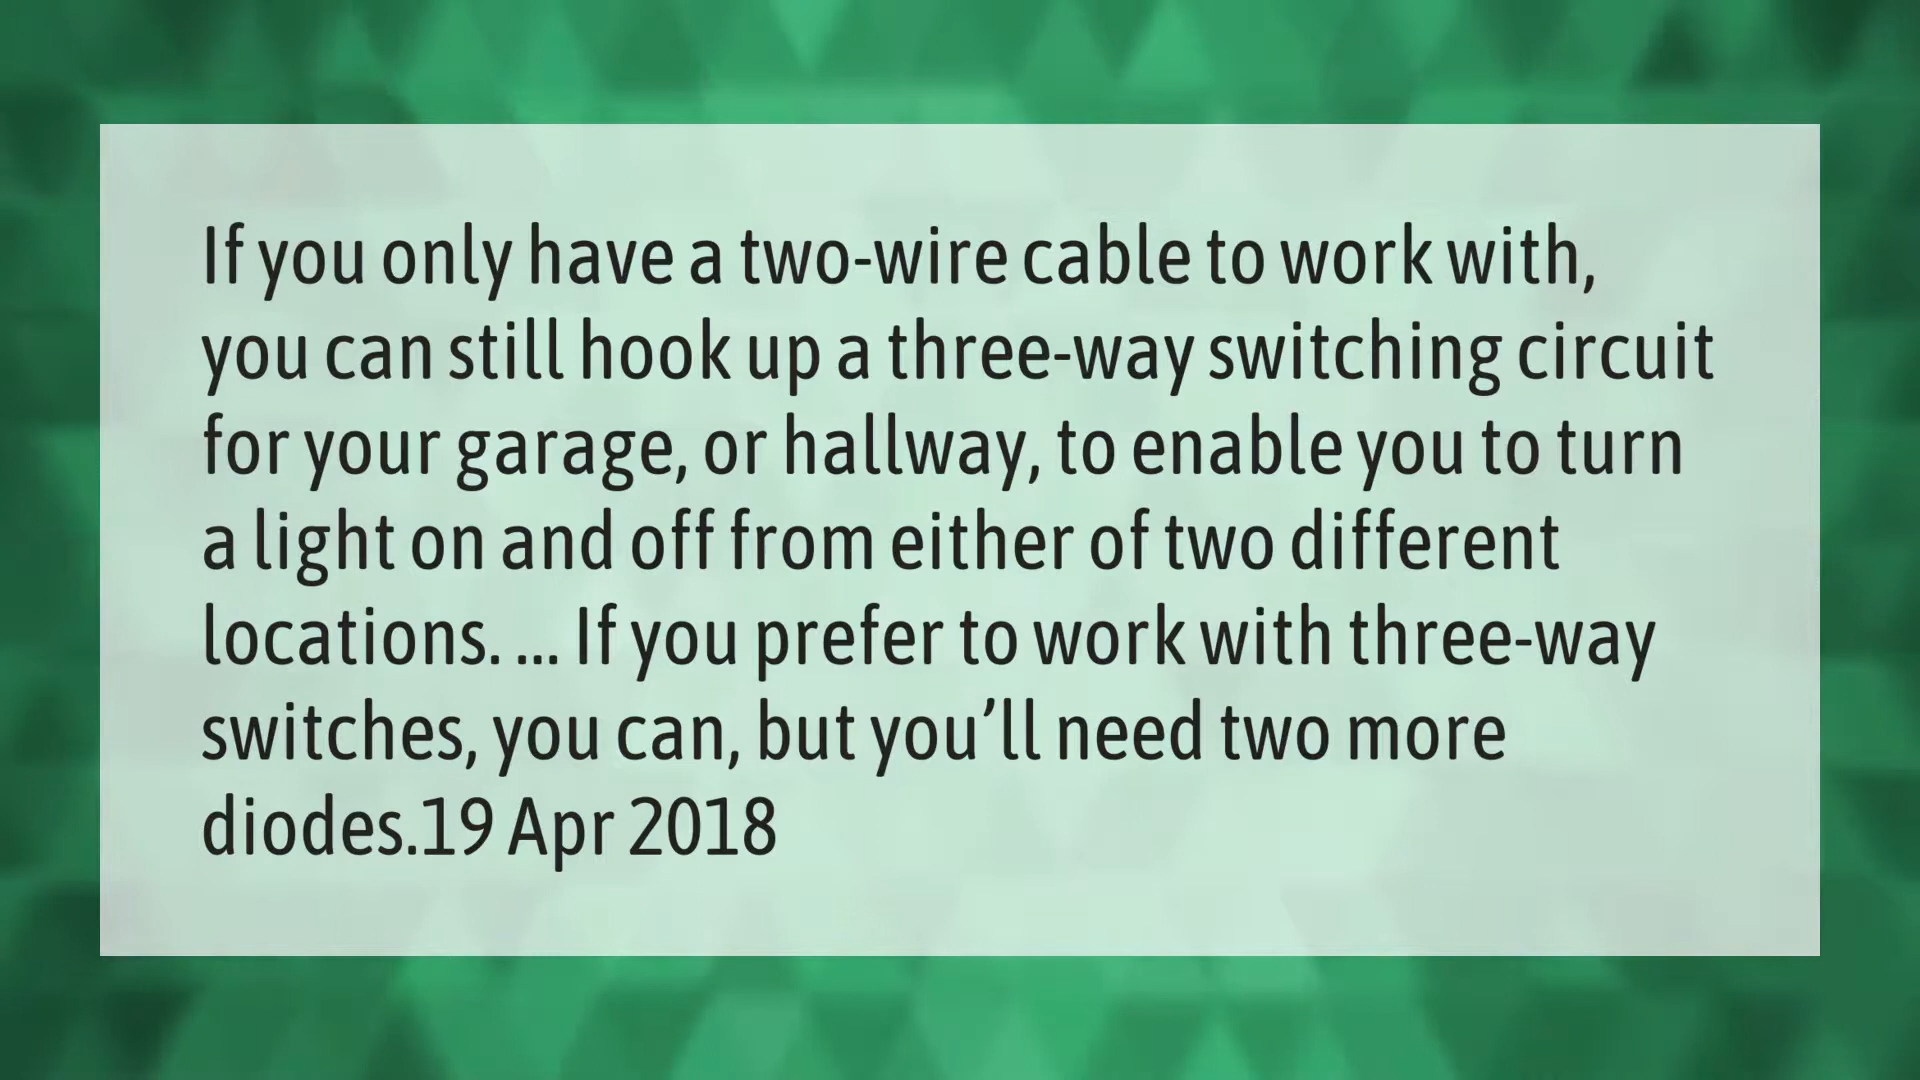 If you only have a two-wire cable to work with,
you can still hook up a three-way switching circuit
for your garage, or hallway, to enable you to turn
a light on and off from either of two different
locations. ... If you prefer to work with three-way
switches, you can, but you’ll need two more
diodes.19 Apr 2018